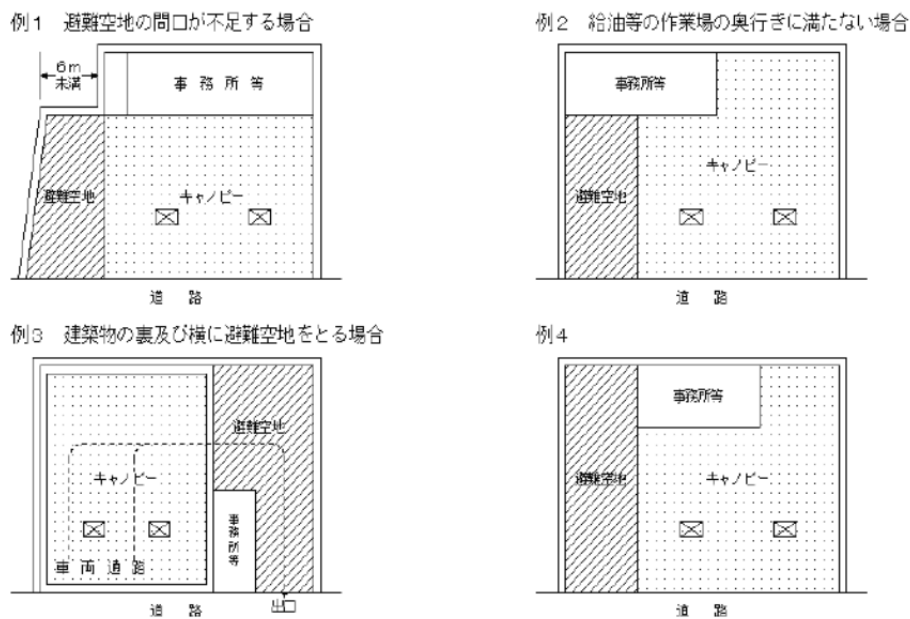 例1 避難空地の間口が不足する場合
6m
未満
事務所等
避難空地
キャノピー
道路
例2 給油等の作業場の奥行きに満たない場合
事務所等
キャノピー
避難空地
道路
例3 建築物の裏及び横に避難空地をとる場合
避難空地
キャノピー
事務所等
車両通路
道路
出口
例4
事務所等
避難空地
キャノピー
道路